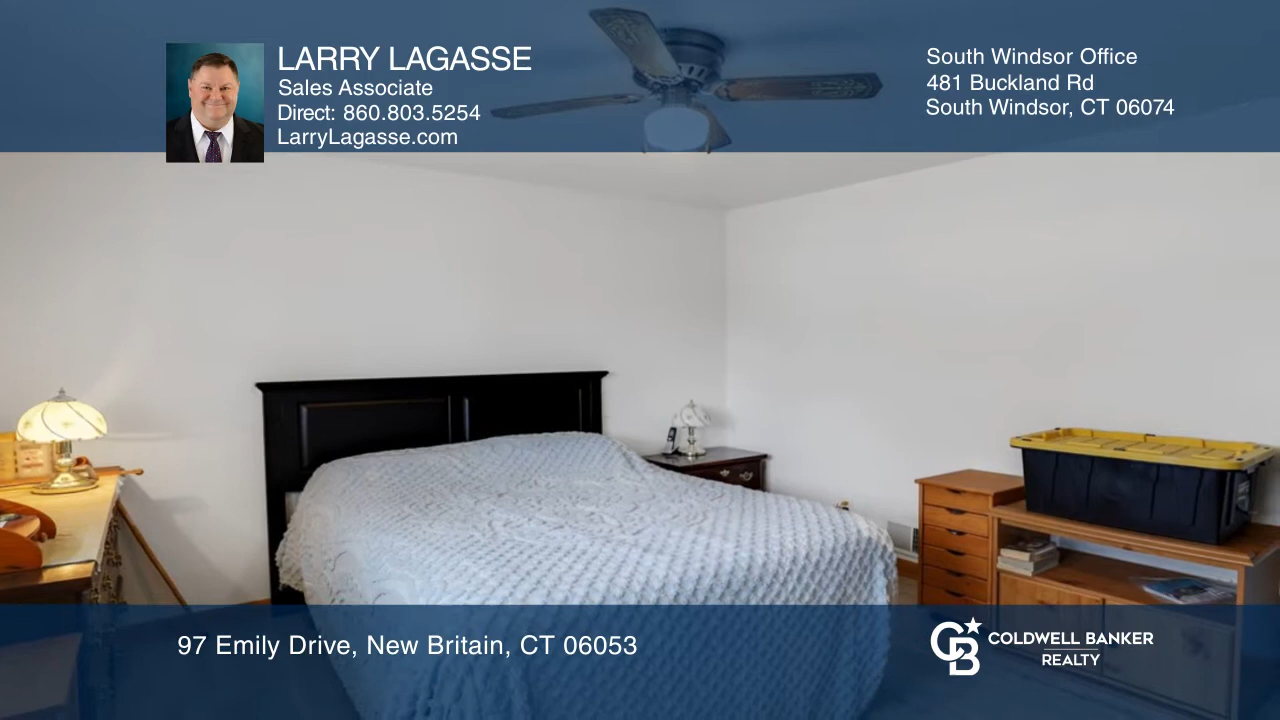 LARRY LAGASSE
Sales Associate
Direct: 860.803.5254
LarryLagasse.com
South Windsor Office
481 Buckland Rd
South Windsor, CT 06074
97 Emily Drive, New Britain, CT 06053
CB
COLDWELL BANKER
REALTY